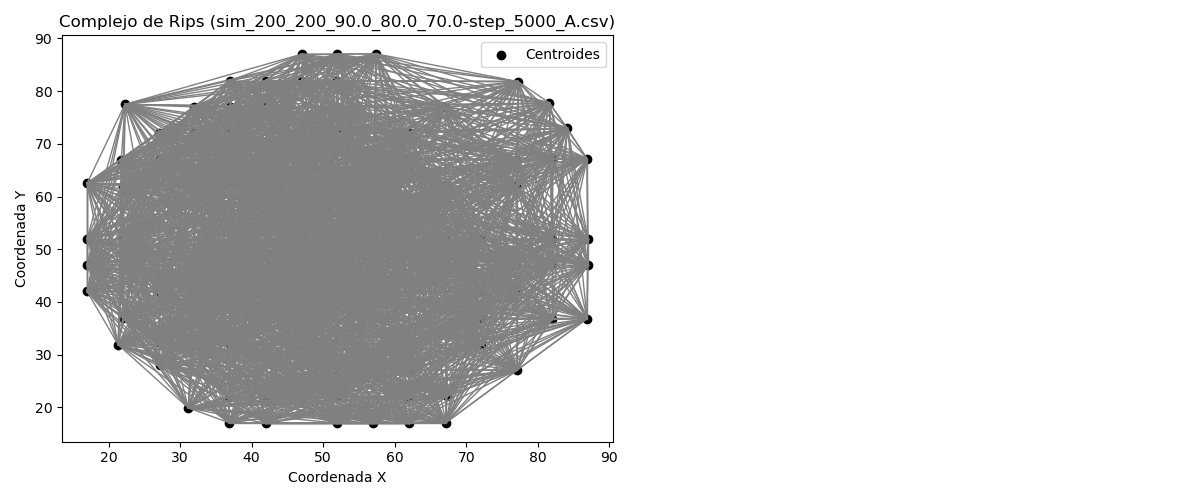 Complejo de Rips (sim_200_200_90.0_80.0_70.0-step_5000_A.csv)
Centroides
90
80
70
60
50
40
30
20
Coordenada Y
20 30 40 50 60 70 80 90
Coordenada X